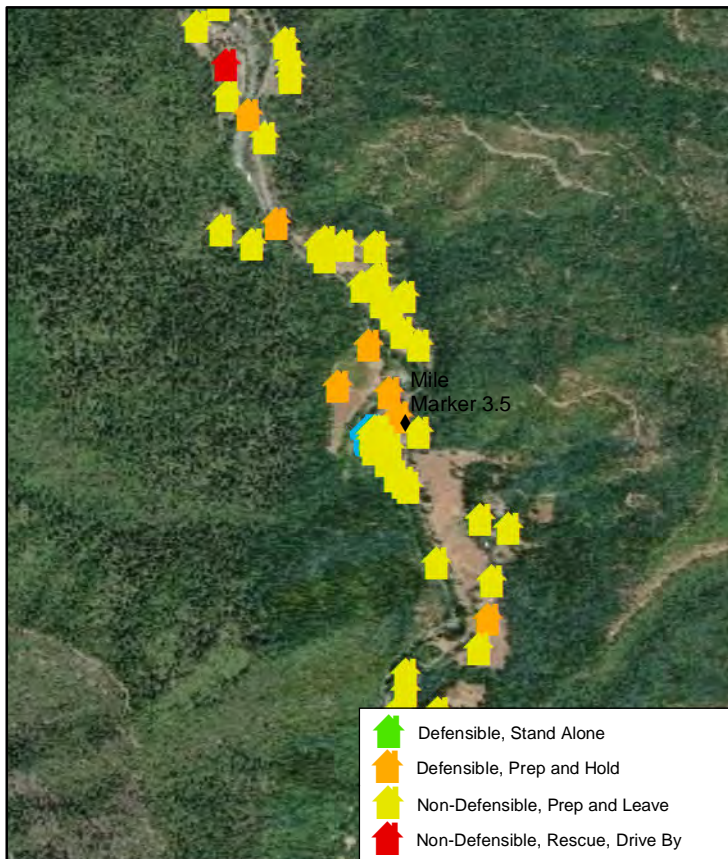 Mile
Marker 3.5
Defensible, Stand Alone
Defensible, Prep and Hold
Non-Defensible, Prep and Leave
Non-Defensible, Rescue, Drive By